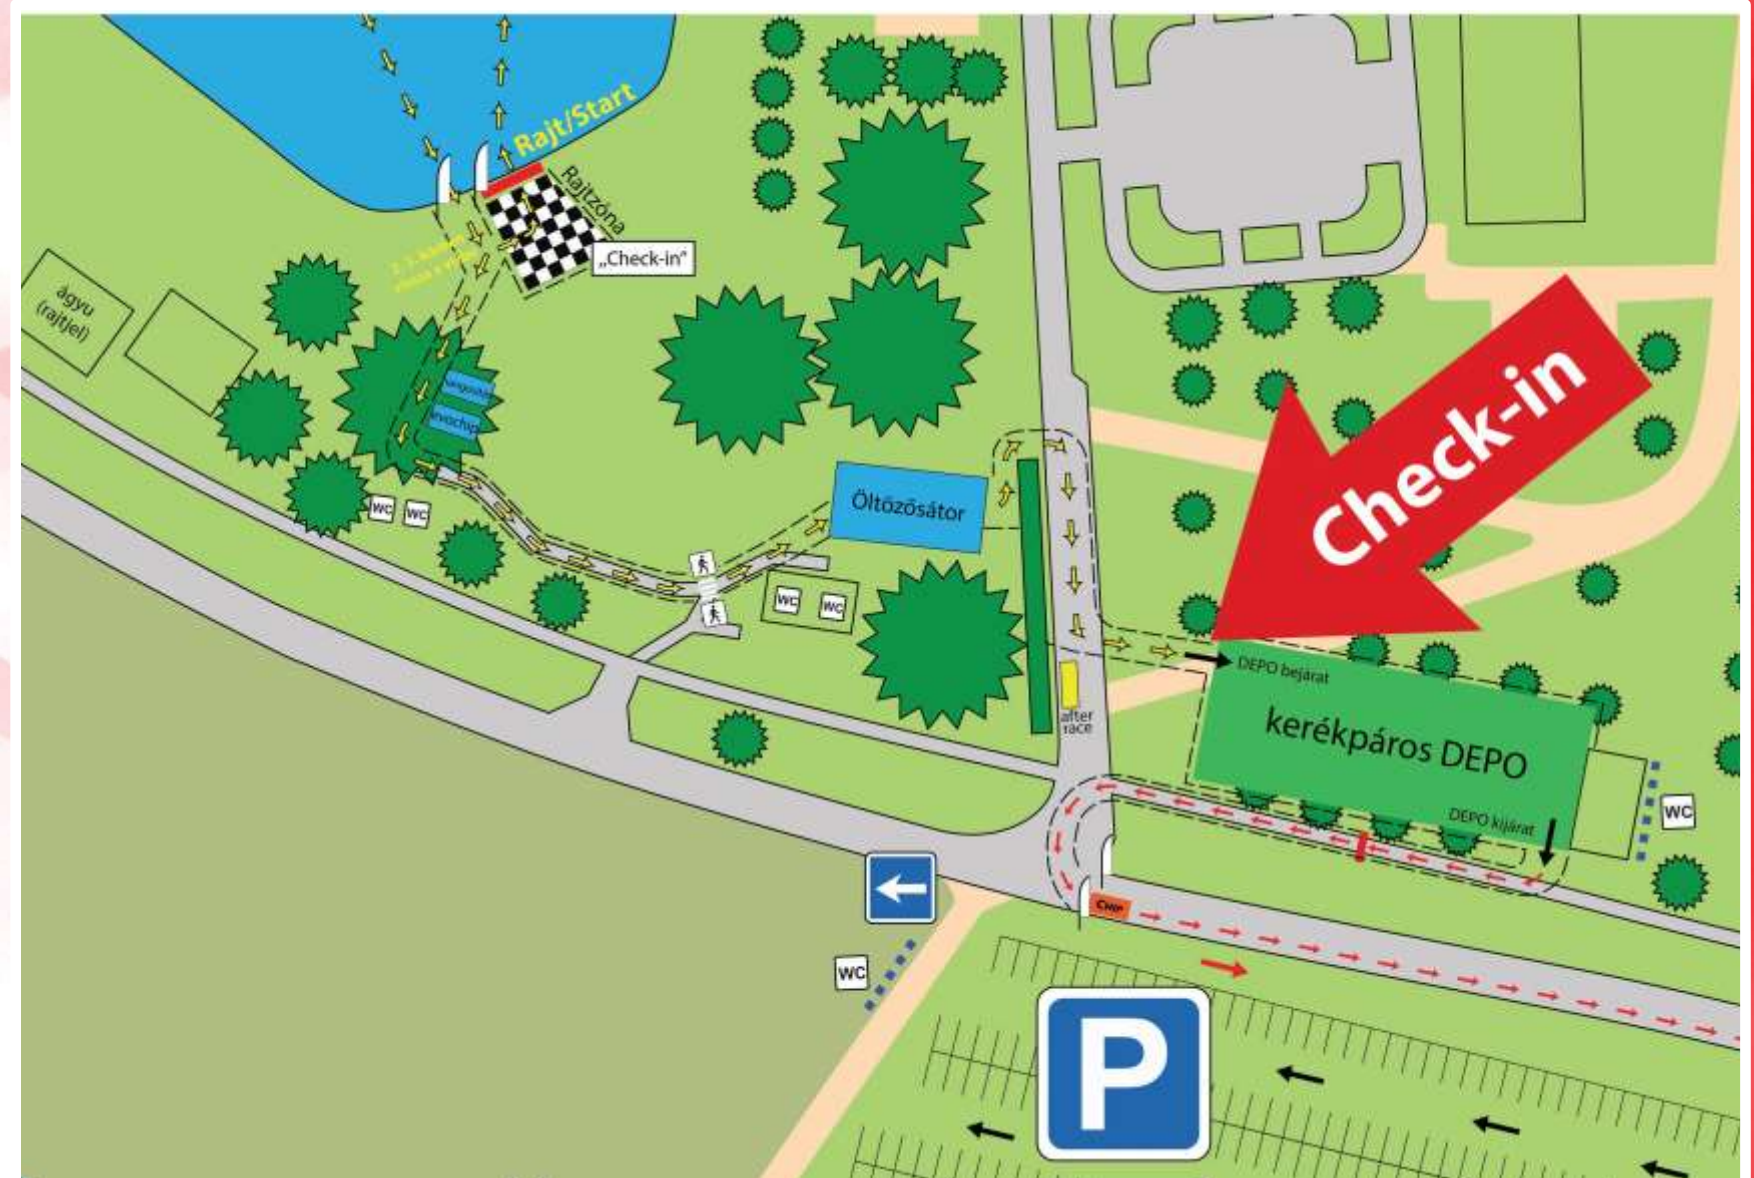 Rajt/Start
Rajtzóna
„Check-in"
ágyu
(rajtjel)
WC
WC
Öltözősátor
WC
WC
Check-in
DEPO bejárat
kerékpáros DEPO
DEPO kijárat
WC
after
race
CHIP
WC
P